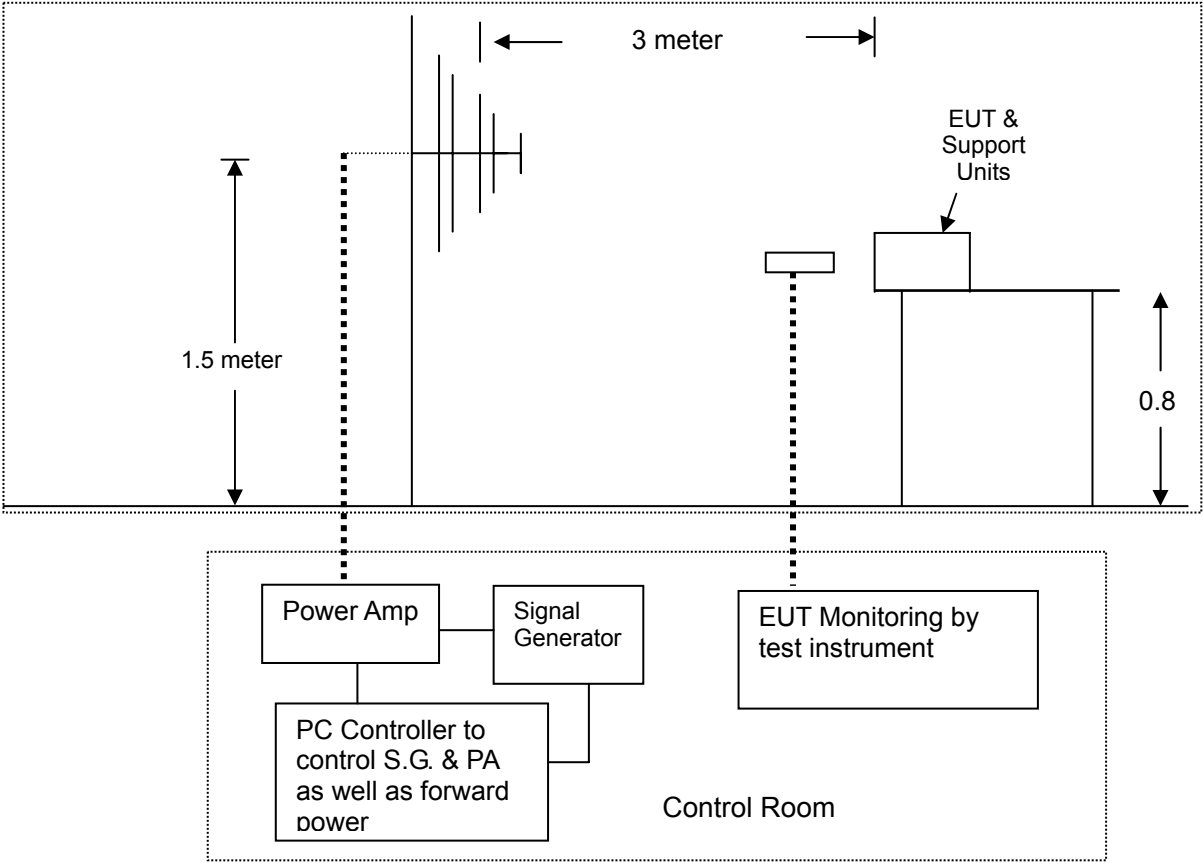 3 meter
EUT &
Support
Units
1.5 meter
0.8
Power Amp
Signal
Generator
EUT Monitoring by
test instrument
PC Controller to
control S.G. & PA
as well as forward
power
Control Room